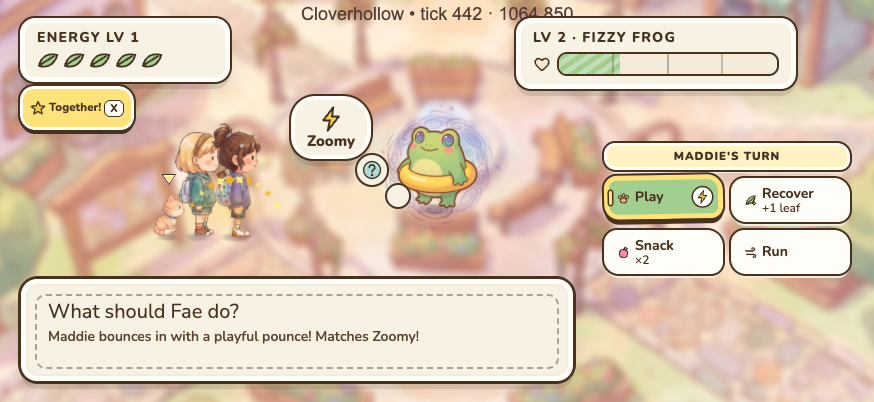 Cloverhollow • tick 442 · 1064,850
ENERGY LV 1
LV 2 · FIZZY FROG
Together! X
Zoomy
?
MADDIE'S TURN
Play
Recover
+1 leaf
Snack
×2
Run
What should Fae do?
Maddie bounces in with a playful pounce! Matches Zoomy!